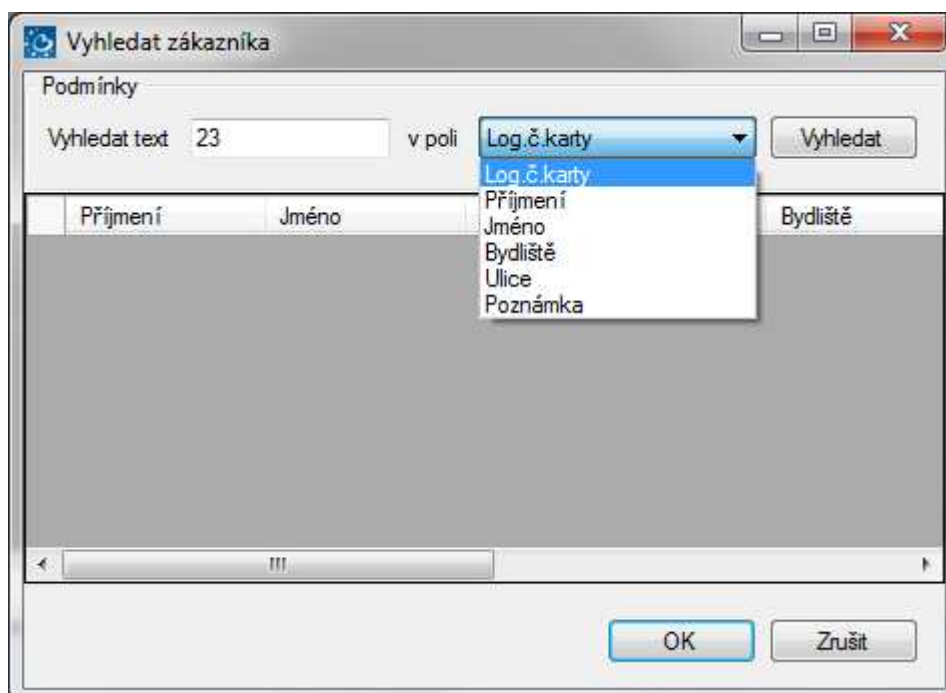 Vyhledat zákazníka
Podmínky
Vyhledat text 23 v poli Log.č.karty Vyhledat
Log.č.karty
Příjmení
Jméno
Bydliště
Ulice
Poznámka
Příjmení Jméno Bydliště
OK Zrušit